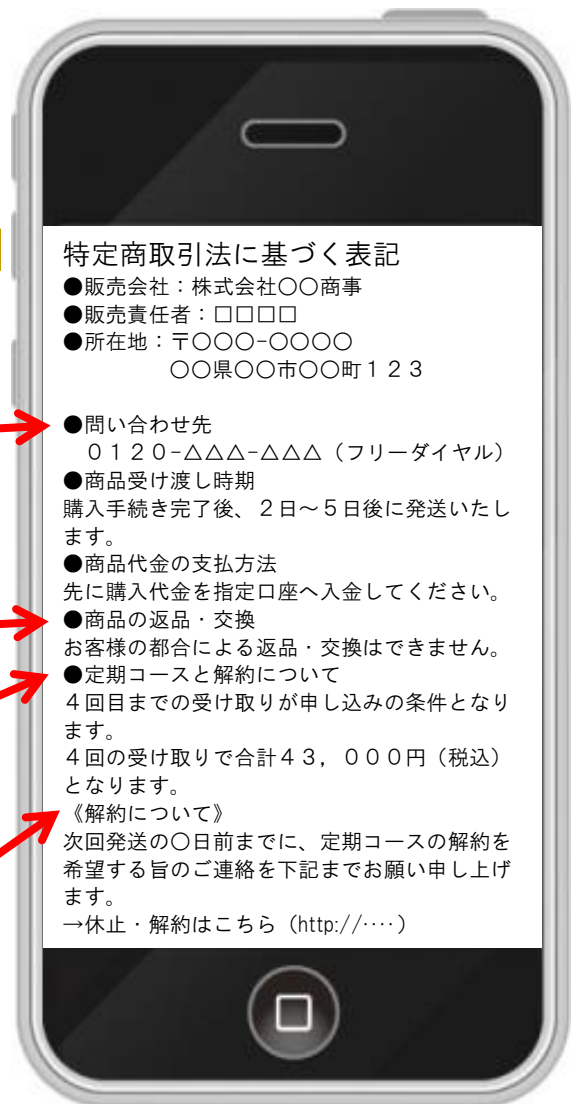 特定商取引法に基づく表記
●販売会社：株式会社〇〇商事
●販売責任者：□□□□
●所在地：〒〇〇〇-〇〇〇〇
〇〇県〇〇市〇〇町１２３
●問い合わせ先
０１２０-△△△-△△△（フリーダイヤル）
●商品受け渡し時期
購入手続き完了後、２日～５日後に発送いたし
ます。
●商品代金の支払方法
先に購入代金を指定口座へ入金してください。
●商品の返品・交換
お客様の都合による返品・交換はできません。
●定期コースと解約について
４回目までの受け取りが申し込みの条件となり
ます。
４回の受け取りで合計４３，０００円（税込）
となります。
《解約について》
次回発送の〇日前までに、定期コースの解約を
希望する旨のご連絡を下記までお願い申し上げ
ます。
→休止・解約はこちら（http://‥‥）